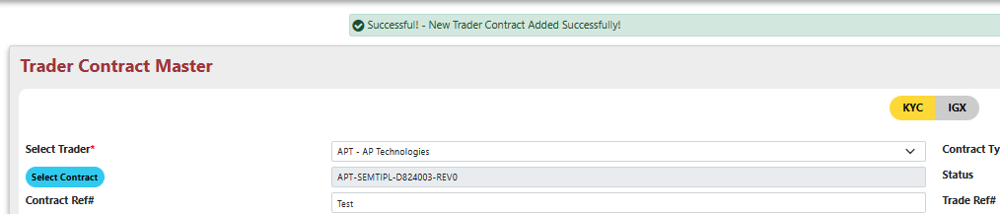 Successful! - New Trader Contract Added Successfully!
Trader Contract Master
KYC IGX
Select Trader* APT - AP Technologies Contract Ty
Select Contract APT-SEMTIPL-D824003-REV0 Status
Contract Ref# Test Trade Ref#